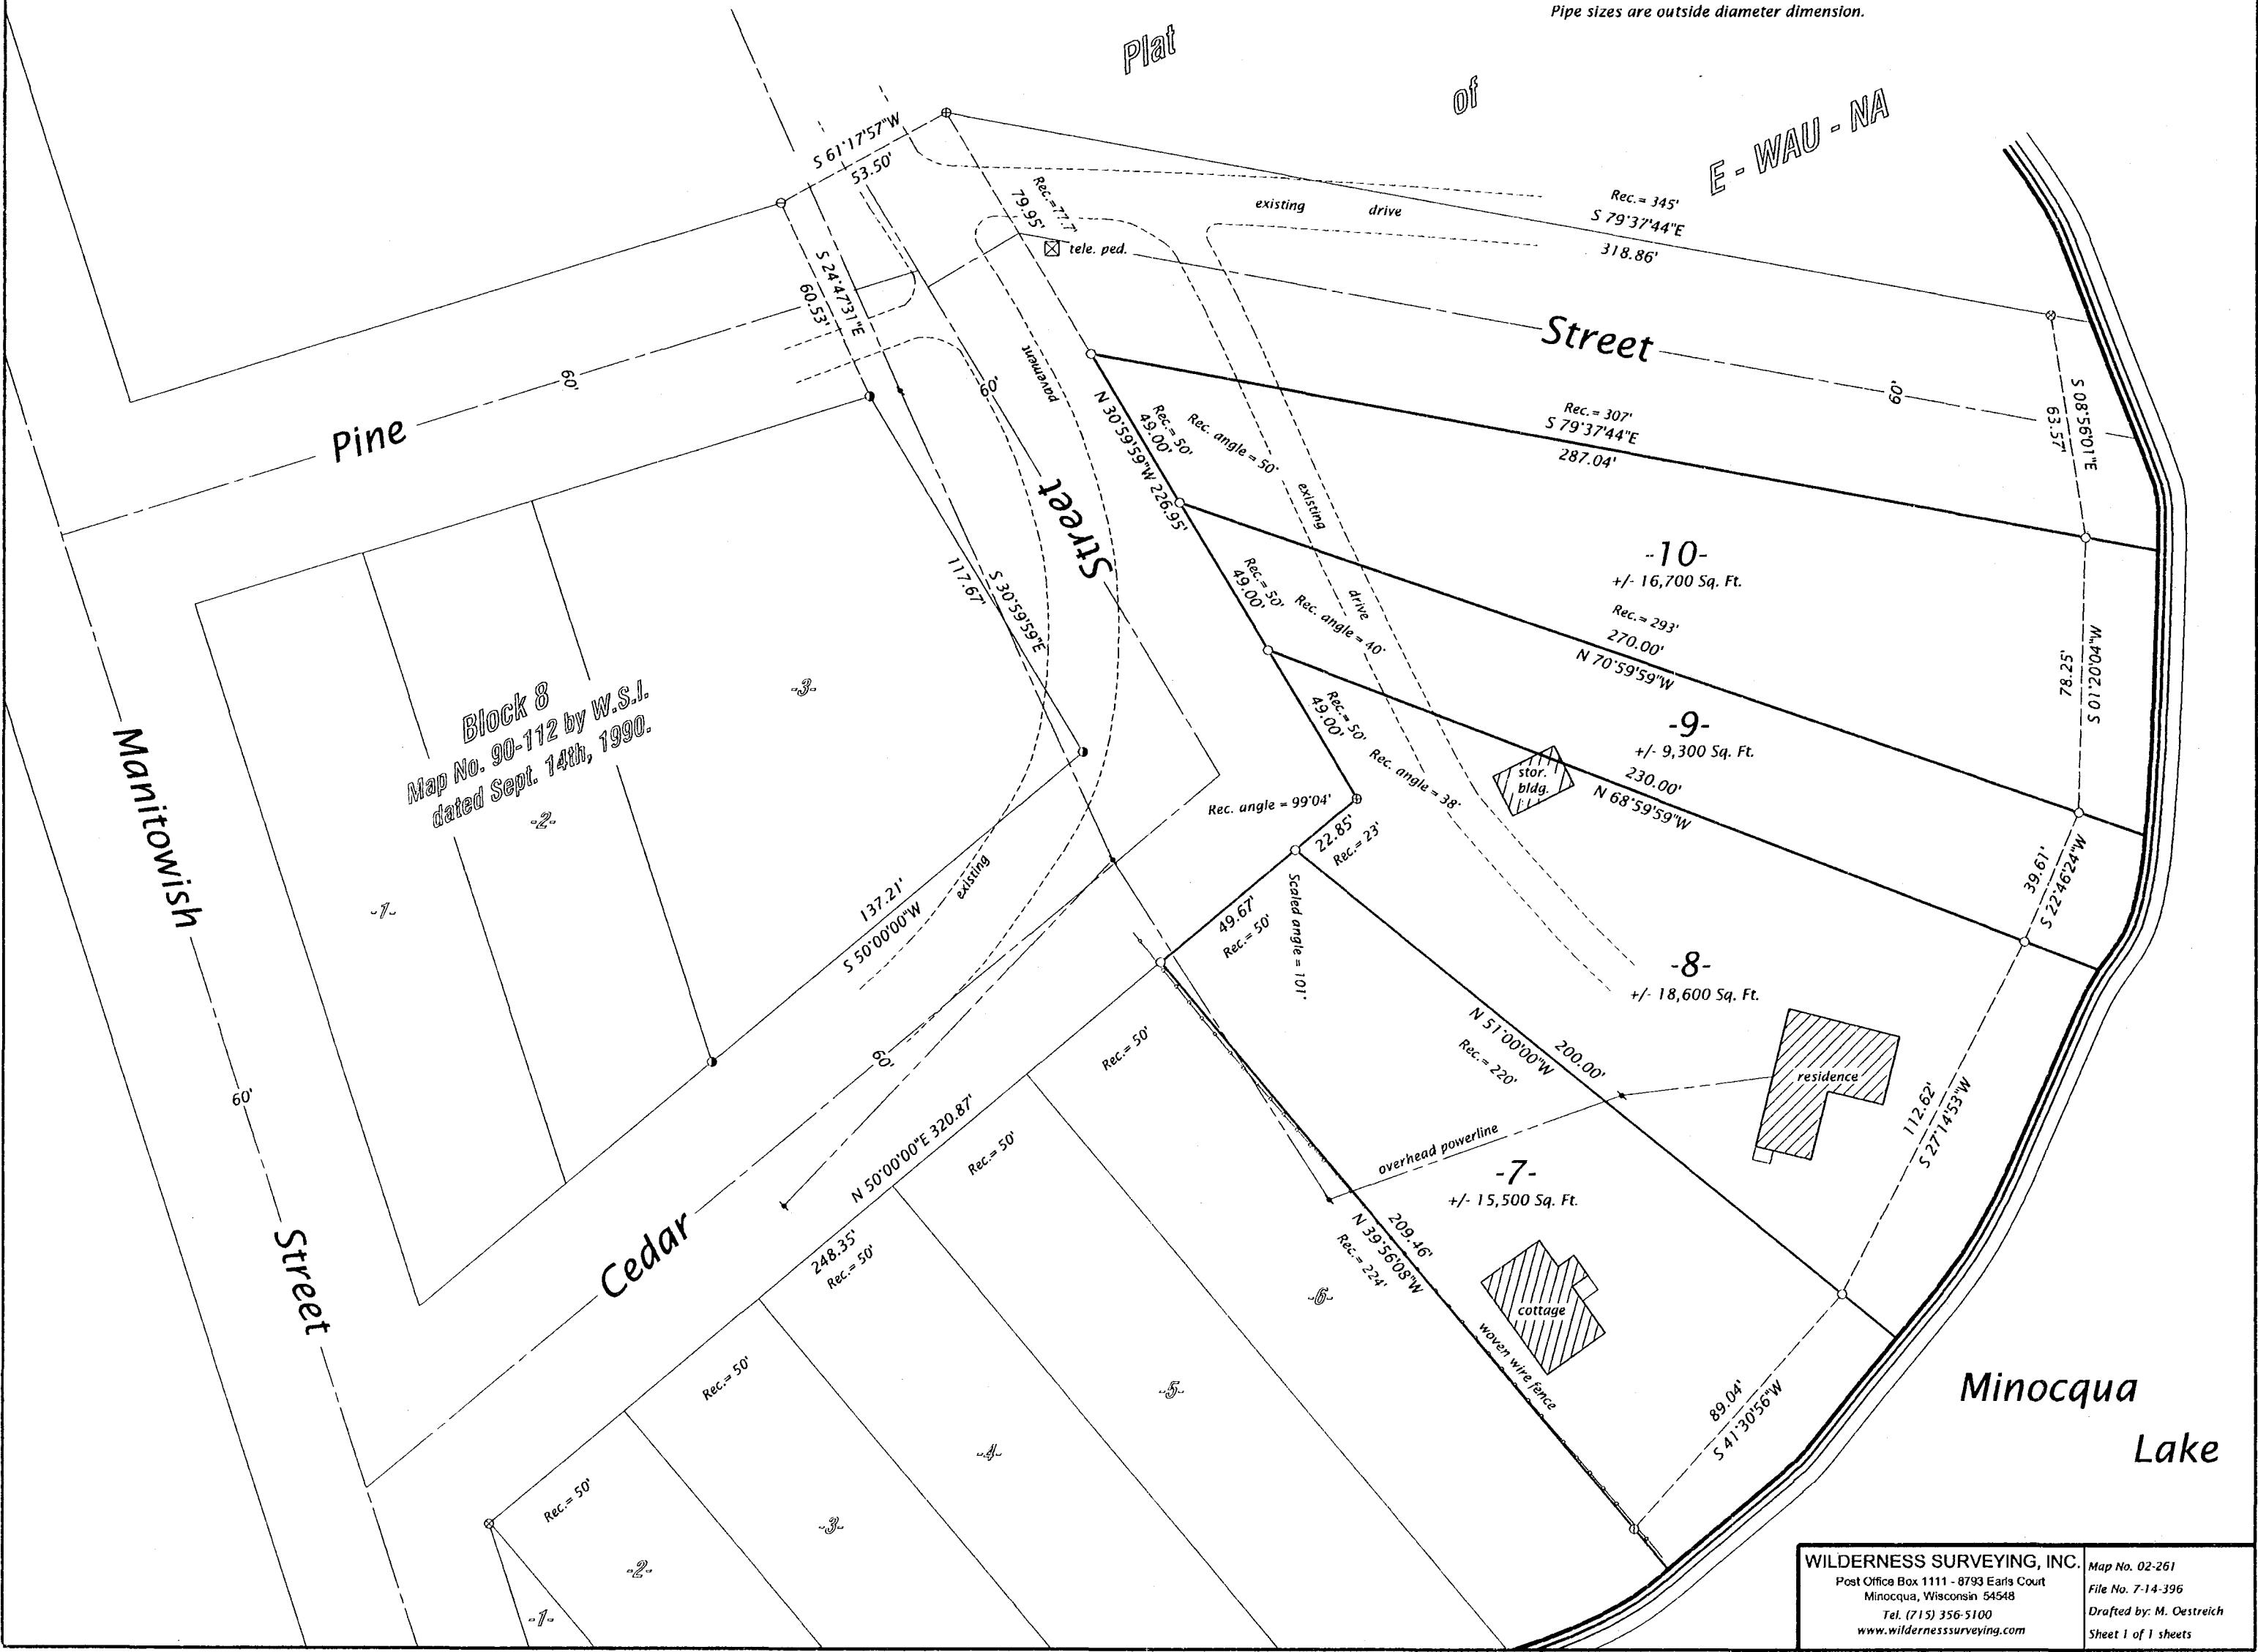 Pipe sizes are outside diameter dimension.
Plat
of
E - WAU - NA
S 61°17'57"W
53.50'
Rec.=77.7'
79.95'
existing drive
Rec.= 345'
S 79°37'44"E
318.86'
tele. ped.
S 24°47'31"E
60.53'
Street
60'
S 08°56'01"E
63.57'
pavement
60'
60'
Pine
N 30°59'59"W 226.95'
Rec.= 50'
49.00'
Rec. angle = 50°
Rec.= 307'
S 79°37'44"E
287.04'
Street
existing
drive
-10-
+/- 16,700 Sq. Ft.
117.67'
S 30°59'59"E
Rec.= 50'
49.00'
Rec. angle = 40°
Rec.= 293'
270.00'
N 70°59'59"W
78.25'
S 01°20'04"W
Block 8
Map No. 90-112 by W.S.I.
dated Sept. 14th, 1990.
-3-
-2-
-1-
Rec.= 50'
49.00'
Rec. angle = 38°
-9-
+/- 9,300 Sq. Ft.
230.00'
N 68°59'59"W
stor.
bldg.
Manitowish
Rec. angle = 99°04'
22.85'
Rec.= 23'
39.61'
S 22°46'24"W
137.21'
S 50°00'00"W
existing
49.67'
Rec.= 50'
Scaled angle = 101°
-8-
+/- 18,600 Sq. Ft.
N 51°00'00"W
200.00'
Rec.= 220'
residence
112.62'
S 27°14'53"W
60'
60'
Rec.= 50'
N 50°00'00"E 320.87'
Rec.= 50'
overhead powerline
-7-
+/- 15,500 Sq. Ft.
Street
Cedar
248.35'
Rec.= 50'
209.46'
N 39°56'08"W
Rec.= 224'
-6-
cottage
woven wire fence
Rec.= 50'
-5-
89.04'
S 41°30'56"W
Minocqua
Lake
-4-
Rec.= 50'
-3-
-2-
-1-
WILDERNESS SURVEYING, INC.
Post Office Box 1111 - 8793 Earls Court
Minocqua, Wisconsin 54548
Tel. (715) 356-5100
www.wildernesssurveying.com
Map No. 02-261
File No. 7-14-396
Drafted by: M. Oestreich
Sheet 1 of 1 sheets